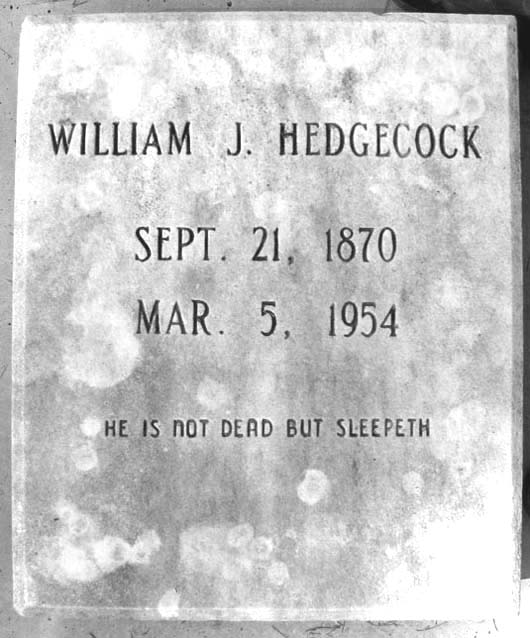 WILLIAM J. HEDGECOCK
SEPT. 21, 1870
MAR. 5, 1954
HE IS NOT DEAD BUT SLEEPETH